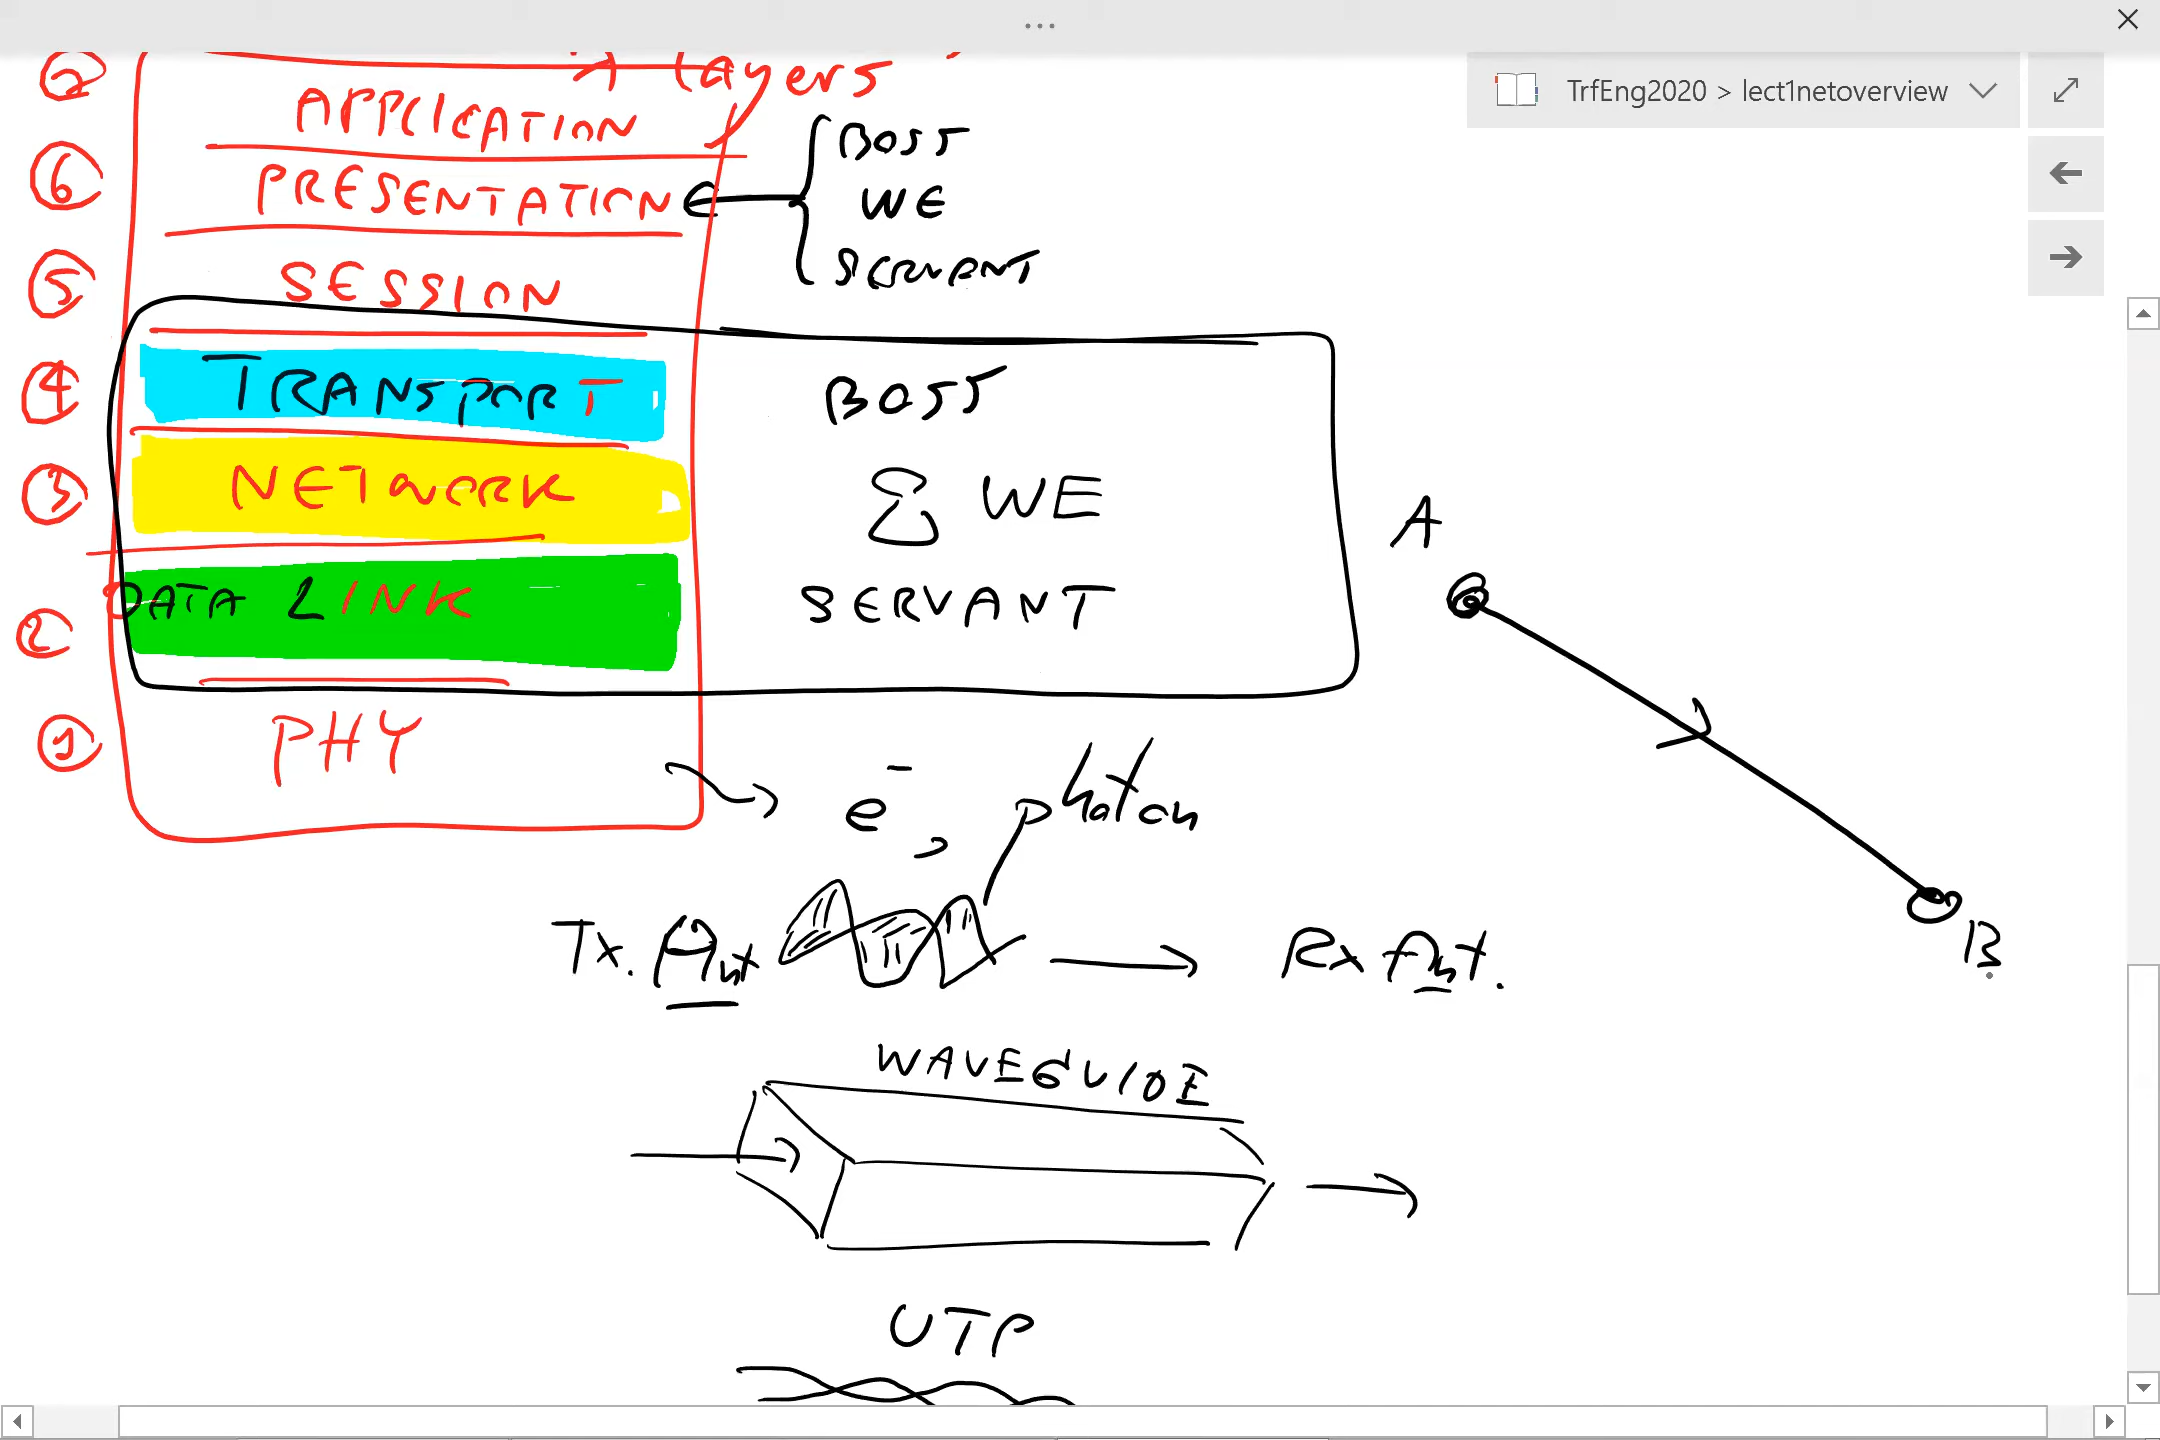 ...
TrfEng2020 > lect1netoverview
7 layers
7 APPLICATION
6 PRESENTATION
5 SESSION
BOSS
WE
SERVANT
4 TRANSPORT BOSS
3 NETWORK WE
2 DATA LINK SERVANT
1 PHY
A
B
e⁻, photon
Tx. Ant Rx Ant.
WAVEGUIDE
UTP